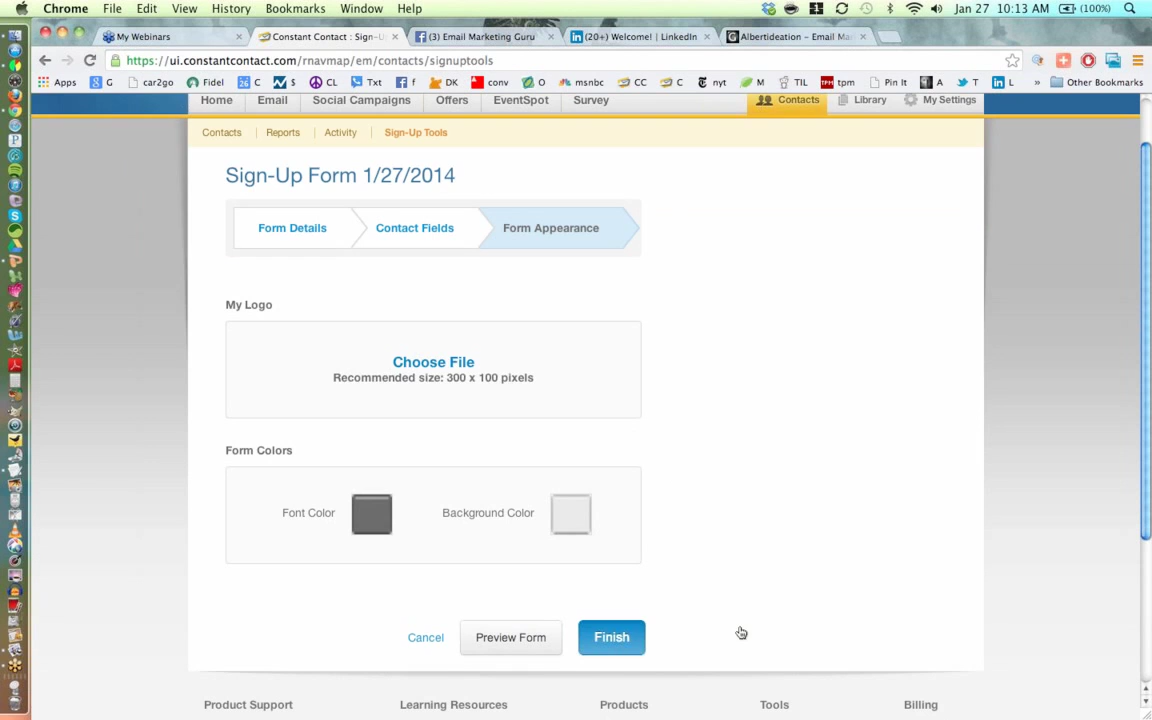 Chrome File Edit View History Bookmarks Window Help Jan 27 10:13 AM (100%)
My Webinars Constant Contact : Sign-U (3) Email Marketing Guru (20+) Welcome! | LinkedIn Albertideation – Email Ma
https://ui.constantcontact.com/rnavmap/em/contacts/signuptools
Apps G car2go Fidel C $ CL Txt f DK conv O msnbc CC C nyt M TIL tpm Pin It A T L » Other Bookmarks
Home Email Social Campaigns Offers EventSpot Survey Contacts Library My Settings
Contacts Reports Activity Sign-Up Tools
Sign-Up Form 1/27/2014
Form Details Contact Fields Form Appearance
My Logo
Choose File
Recommended size: 300 x 100 pixels
Form Colors
Font Color Background Color
Cancel Preview Form Finish
Product Support Learning Resources Products Tools Billing